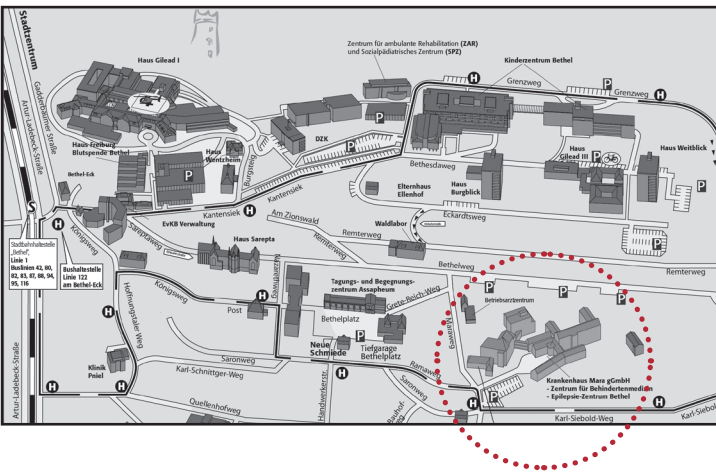 Stadtzentrum
Gadderbaumer Straße
Artur-Ladebeck-Straße
Haus Gilead I
Zentrum für ambulante Rehabilitation (ZAR)
und Sozialpädiatrisches Zentrum (SPZ)
Kinderzentrum Bethel
H
Grenzweg
P
Grenzweg
H
P
DZK
P
Haus Freiburg
Blutspende Bethel
Haus
Wentzheim
P
Burgsteig
Bethel-Eck
Kantensiek
Bethesdaweg
Haus
Gilead III
P
Haus Weitblick
P
Elternhaus
Ellenhof
Haus
Burgblick
S
H
Kantensiek
H
EvKB Verwaltung
Am Zionswald
Waldlabor
Eckardtsweg
Königsweg
Sareptaweg
Remterweg
Remterweg
P
Stadtbahnhaltestelle
„Bethel“,
Linie 1
Buslinien 42, 80,
82, 83, 87, 88, 94,
95, 116
Bushaltestelle
Linie 122
am Bethel-Eck
Haus Sarepta
Nazarethweg
Bethelweg
Remterweg
Königsweg
H
Tagungs- und Begegnungs-
zentrum Assapheum
Grete-Reich-Weg
P
P
P
Betriebsarztzentrum
Hoffnungstaler Weg
H
Post
Bethelplatz
Maraweg
Neue
Schmiede
P
Tiefgarage
Bethelplatz
Klinik
Pniel
Saronweg
Karl-Schnittger-Weg
H
Ramaweg
Saronweg
Krankenhaus Mara gGmbH
- Zentrum für Behindertenmedizin
- Epilepsie-Zentrum Bethel
Handwerkerstr.
H
H
Quellenhofweg
H
P
H
Artur-Ladebeck-Straße
Karl-Siebold-Weg